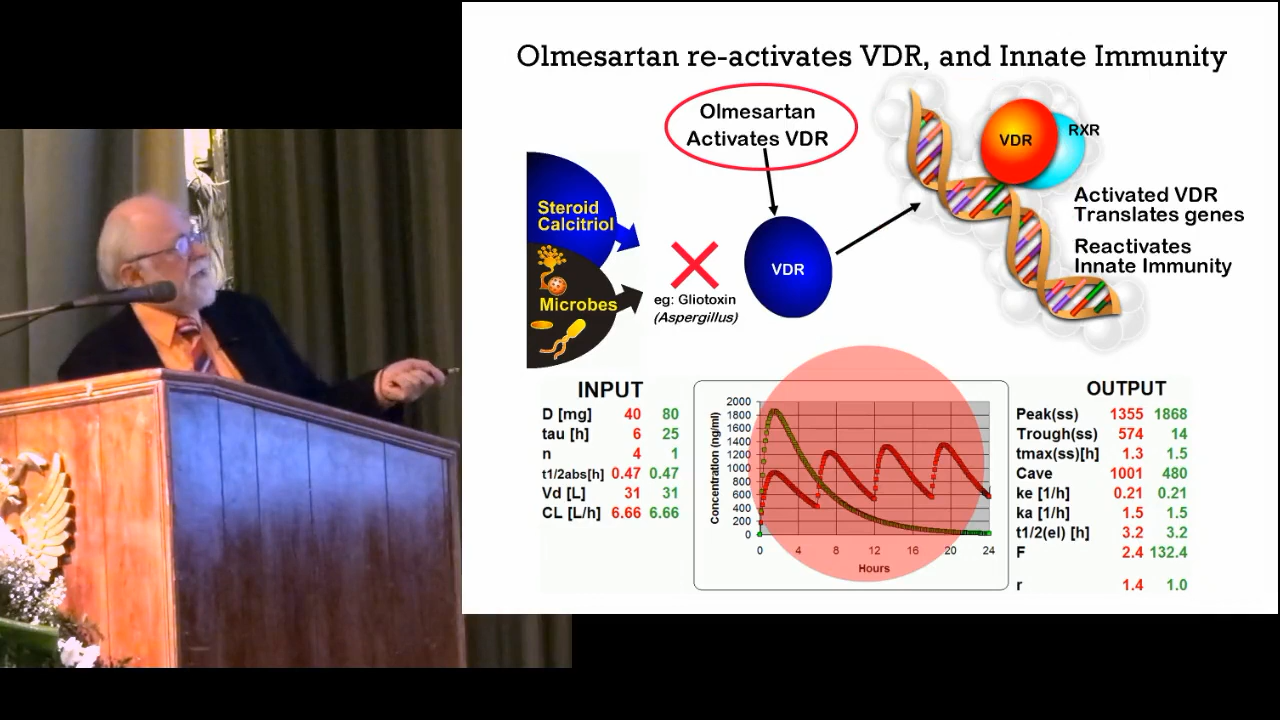 Olmesartan re-activates VDR, and Innate Immunity
Olmesartan
Activates VDR
Steroid
Calcitriol
Microbes
eg: Gliotoxin
(Aspergillus)
VDR
VDR
RXR
Activated VDR
Translates genes
Reactivates
Innate Immunity
INPUT
D [mg] 40 80
tau [h] 6 25
n 4 1
t1/2abs[h] 0.47 0.47
Vd [L] 31 31
CL [L/h] 6.66 6.66
Concentration (ng/ml)
2000
1800
1600
1400
1200
1000
800
600
400
200
0
0 4 8 12 16 20 24
Hours
OUTPUT
Peak(ss) 1355 1868
Trough(ss) 574 14
tmax(ss)[h] 1.3 1.5
Cave 1001 480
ke [1/h] 0.21 0.21
ka [1/h] 1.5 1.5
t1/2(el) [h] 3.2 3.2
F 2.4 132.4
r 1.4 1.0